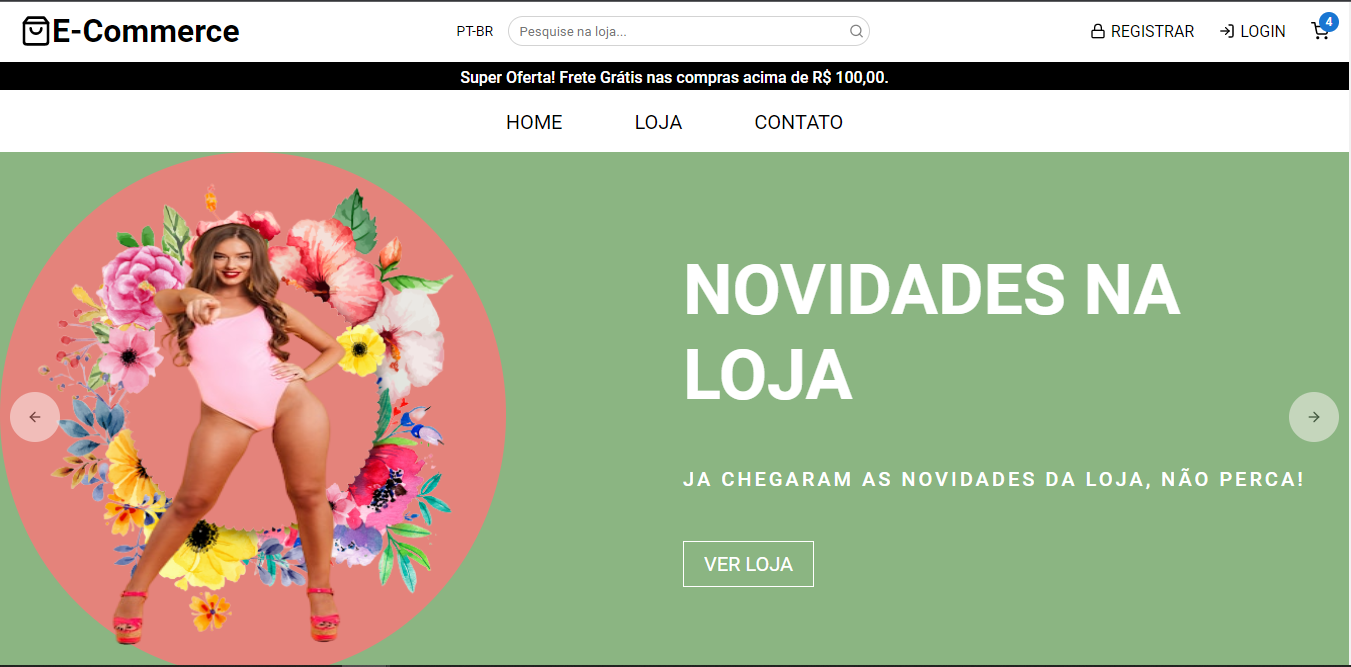 E-Commerce
PT-BR
Pesquise na loja...
REGISTRAR
LOGIN
4
Super Oferta! Frete Grátis nas compras acima de R$ 100,00.
HOME
LOJA
CONTATO
NOVIDADES NA
LOJA
JA CHEGARAM AS NOVIDADES DA LOJA, NÃO PERCA!
VER LOJA